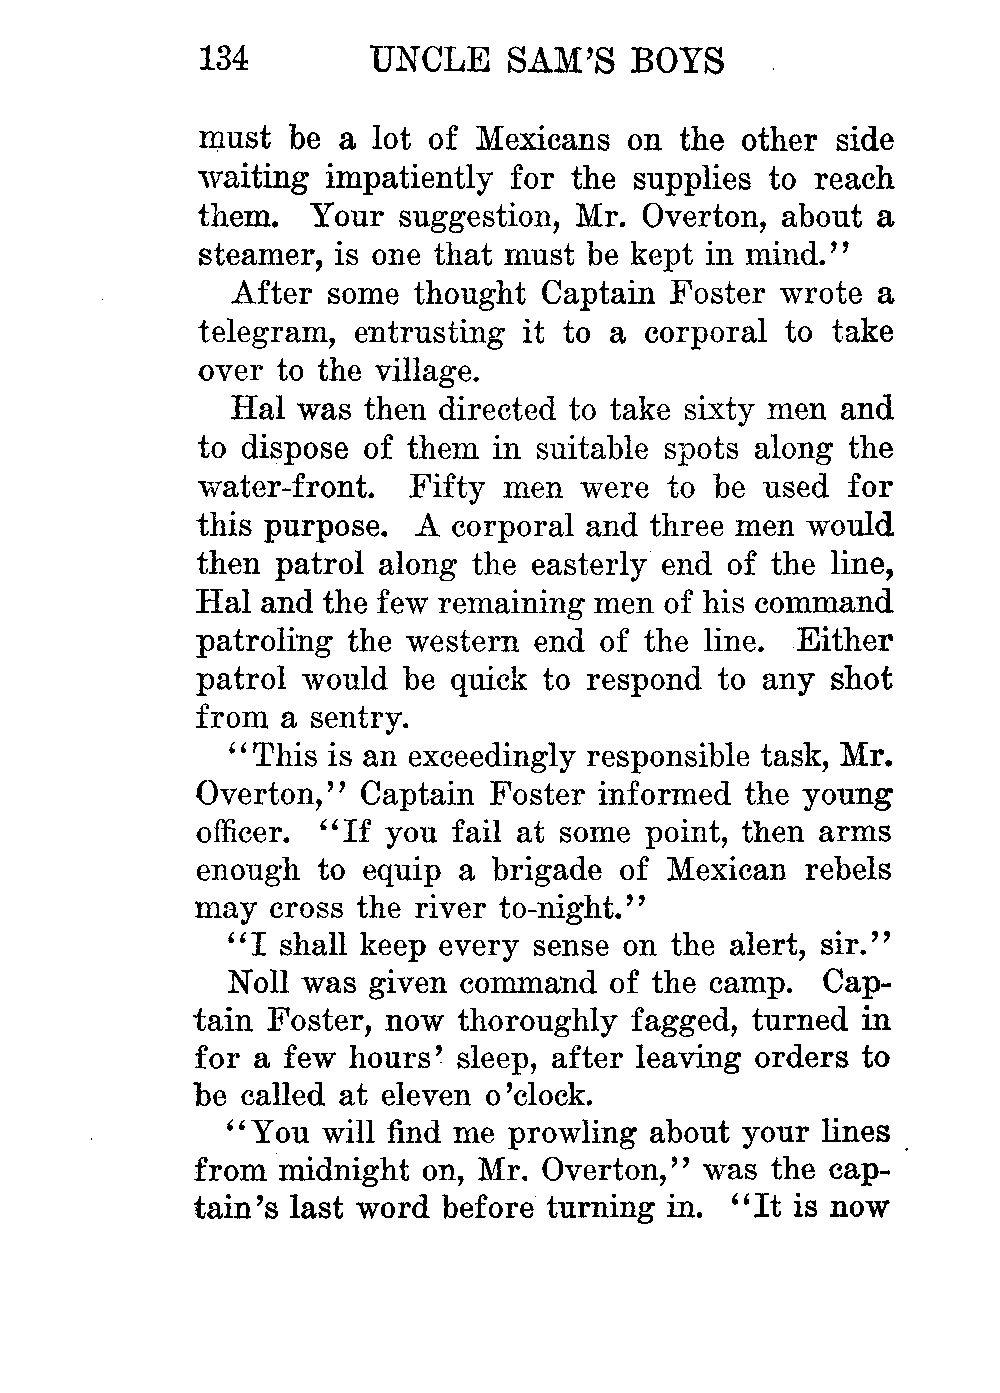 134 UNCLE SAM'S BOYS
must be a lot of Mexicans on the other side
waiting impatiently for the supplies to reach
them. Your suggestion, Mr. Overton, about a
steamer, is one that must be kept in mind."
After some thought Captain Foster wrote a
telegram, entrusting it to a corporal to take
over to the village.
Hal was then directed to take sixty men and
to dispose of them in suitable spots along the
water-front. Fifty men were to be used for
this purpose. A corporal and three men would
then patrol along the easterly end of the line,
Hal and the few remaining men of his command
patroling the western end of the line. Either
patrol would be quick to respond to any shot
from a sentry.
"This is an exceedingly responsible task, Mr.
Overton," Captain Foster informed the young
officer. "If you fail at some point, then arms
enough to equip a brigade of Mexican rebels
may cross the river to-night."
"I shall keep every sense on the alert, sir."
Noll was given command of the camp. Cap-
tain Foster, now thoroughly fagged, turned in
for a few hours' sleep, after leaving orders to
be called at eleven o'clock.
"You will find me prowling about your lines
from midnight on, Mr. Overton," was the cap-
tain's last word before turning in. "It is now